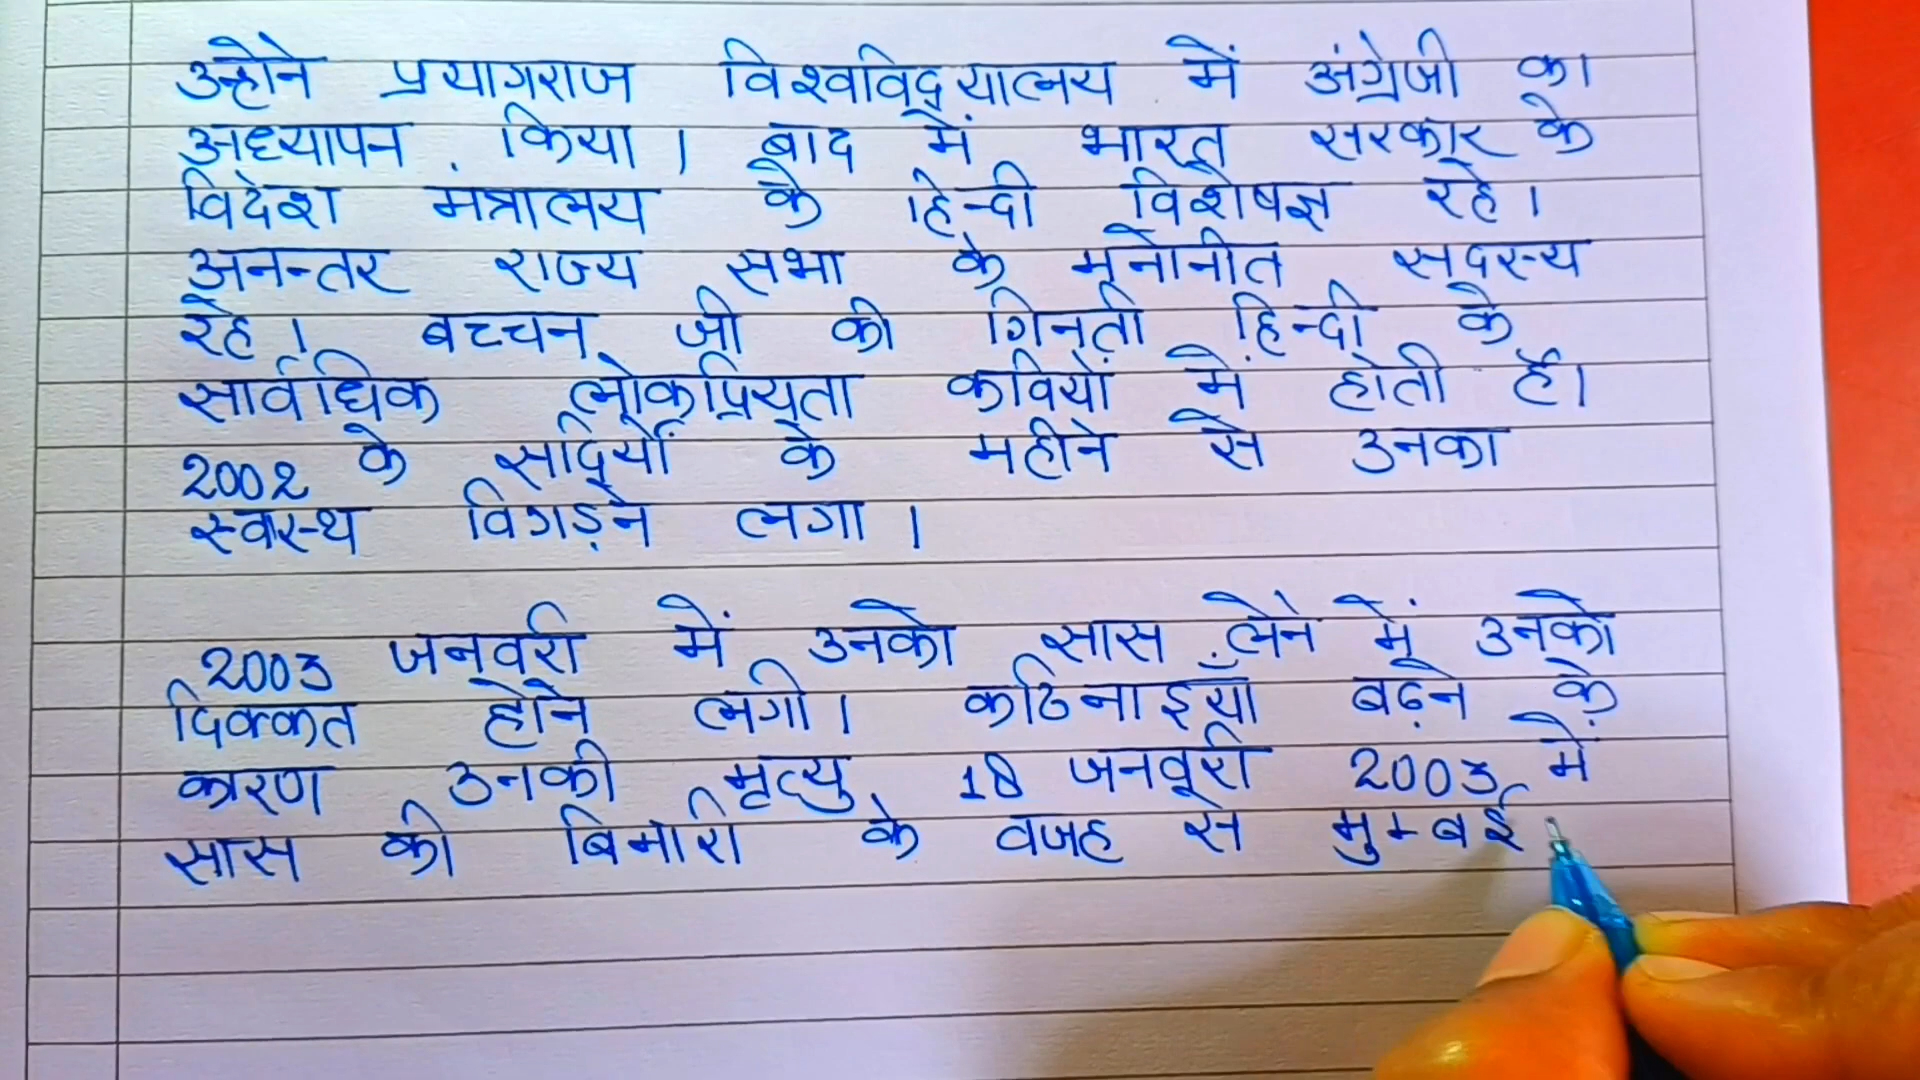 उन्होने प्रयागराज विश्वविद्यालय में अंग्रेजी का
अध्यापन किया। बाद में भारत सरकार के
विदेश मंत्रालय के हिन्दी विशेषज्ञ रहे।
अनन्तर राज्य सभा के मनोनीत सदस्य
रहे। बच्चन जी की गिनती हिन्दी के
सार्वधिक लोकप्रियता कवियों में होती है।
2002 के सर्दियों के महीने से उनका
स्वस्थ विगड़ने लगा।
2003 जनवरी में उनको सास लेने में उनको
दिक्कत होने लगी। कठिनाइयाँ बढ़ने के
कारण उनकी मृत्यु 18 जनवरी 2003 में
सास की बिमारी के वजह से मुम्बई